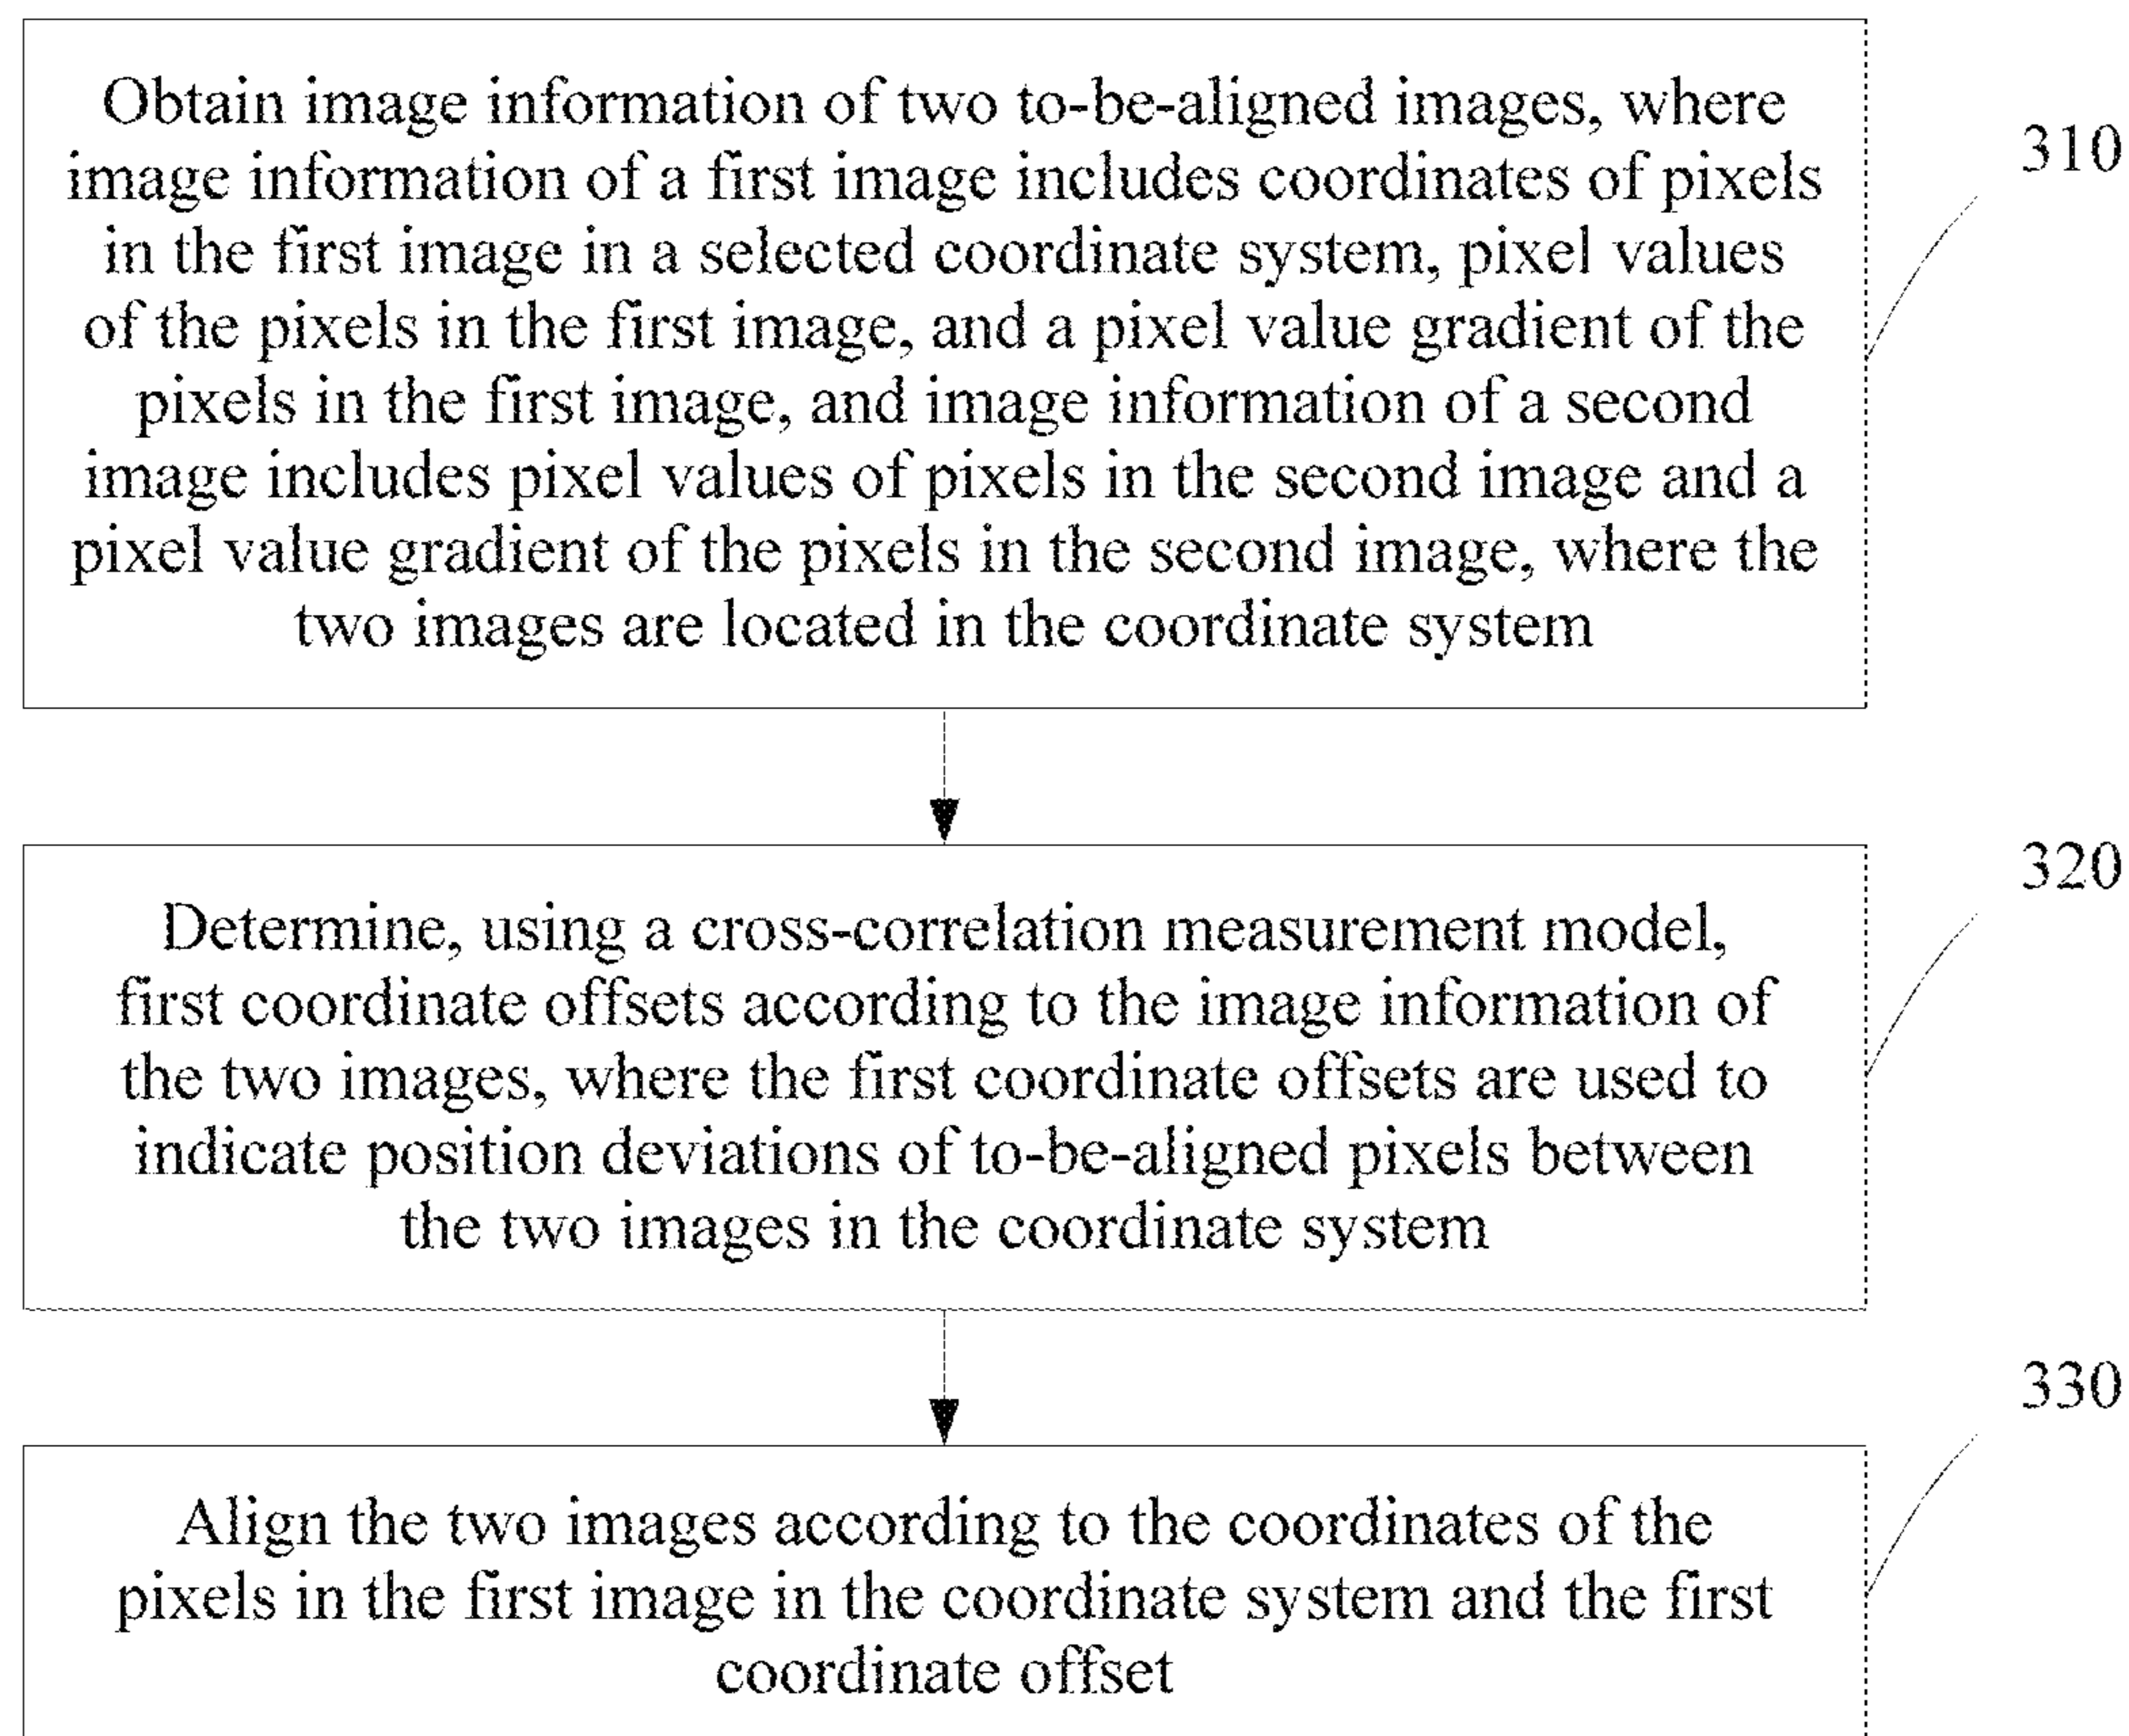 Obtain image information of two to-be-aligned images, where
image information of a first image includes coordinates of pixels
in the first image in a selected coordinate system, pixel values
of the pixels in the first image, and a pixel value gradient of the
pixels in the first image, and image information of a second
image includes pixel values of pixels in the second image and a
pixel value gradient of the pixels in the second image, where the
two images are located in the coordinate system
310
Determine, using a cross-correlation measurement model,
first coordinate offsets according to the image information of
the two images, where the first coordinate offsets are used to
indicate position deviations of to-be-aligned pixels between
the two images in the coordinate system
320
Align the two images according to the coordinates of the
pixels in the first image in the coordinate system and the first
coordinate offset
330